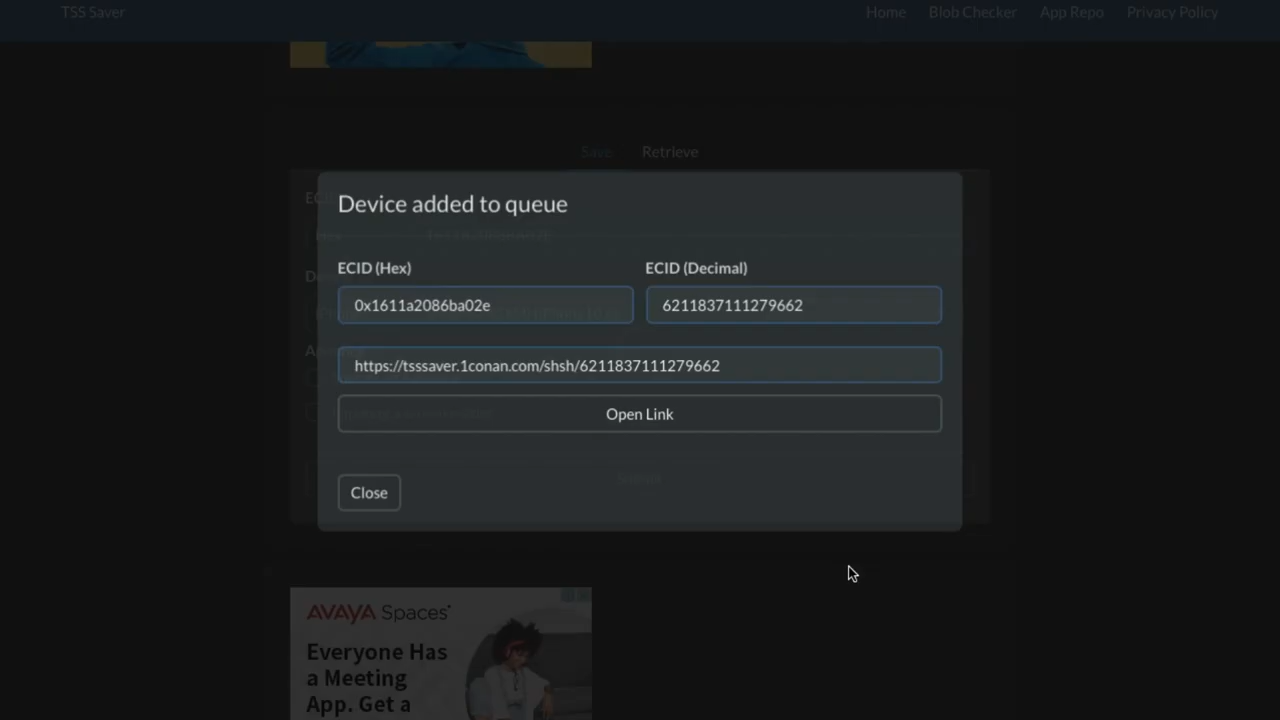 TSS Saver
Home Blob Checker App Repo Privacy Policy
Save Retrieve
Device added to queue
ECID (Hex) ECID (Decimal)
0x1611a2086ba02e 6211837111279662
https://tsssaver.1conan.com/shsh/6211837111279662
Open Link
Close
AVAYA Spaces
Everyone Has
a Meeting
App. Get a